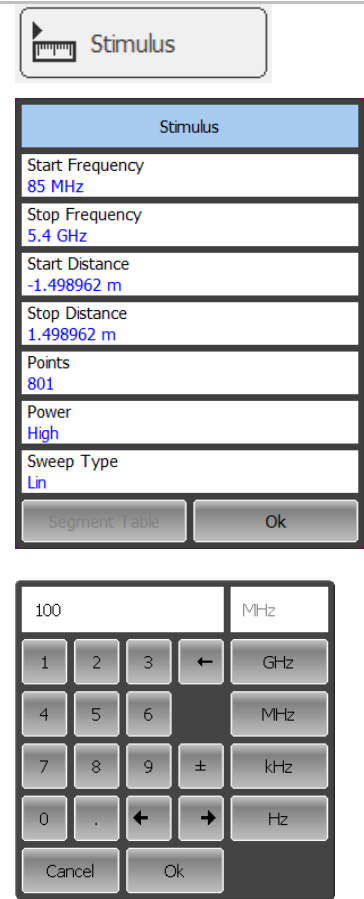 Stimulus
Stimulus
Start Frequency
85 MHz
Stop Frequency
5.4 GHz
Start Distance
-1.498962 m
Stop Distance
1.498962 m
Points
801
Power
High
Sweep Type
Lin
Segment Table Ok
100 MHz
1 2 3 ← GHz
4 5 6 MHz
7 8 9 ± kHz
0 . ← → Hz
Cancel Ok